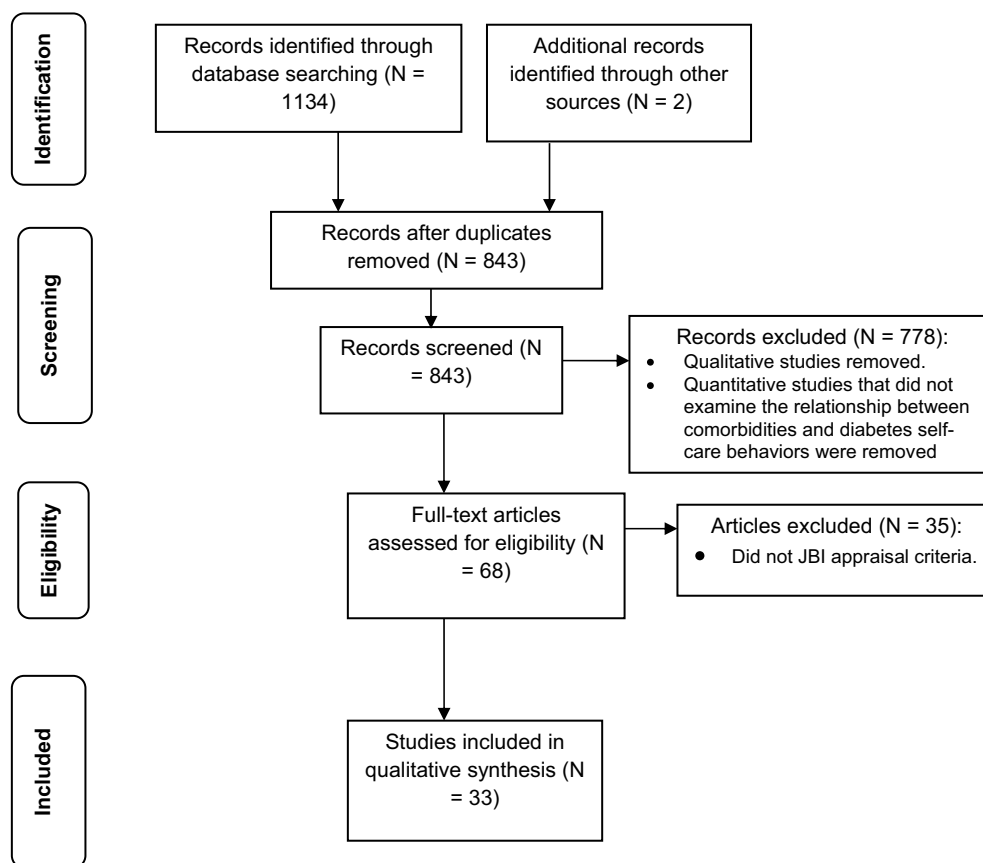 Identification
Records identified through
database searching (N =
1134)
Additional records
identified through other
sources (N = 2)
Screening
Records after duplicates
removed (N = 843)
Records screened (N
= 843)
Records excluded (N = 778):
• Qualitative studies removed.
• Quantitative studies that did not
examine the relationship between
comorbidities and diabetes self-
care behaviors were removed
Eligibility
Full-text articles
assessed for eligibility (N
= 68)
Articles excluded (N = 35):
• Did not JBI appraisal criteria.
Included
Studies included in
qualitative synthesis (N
= 33)